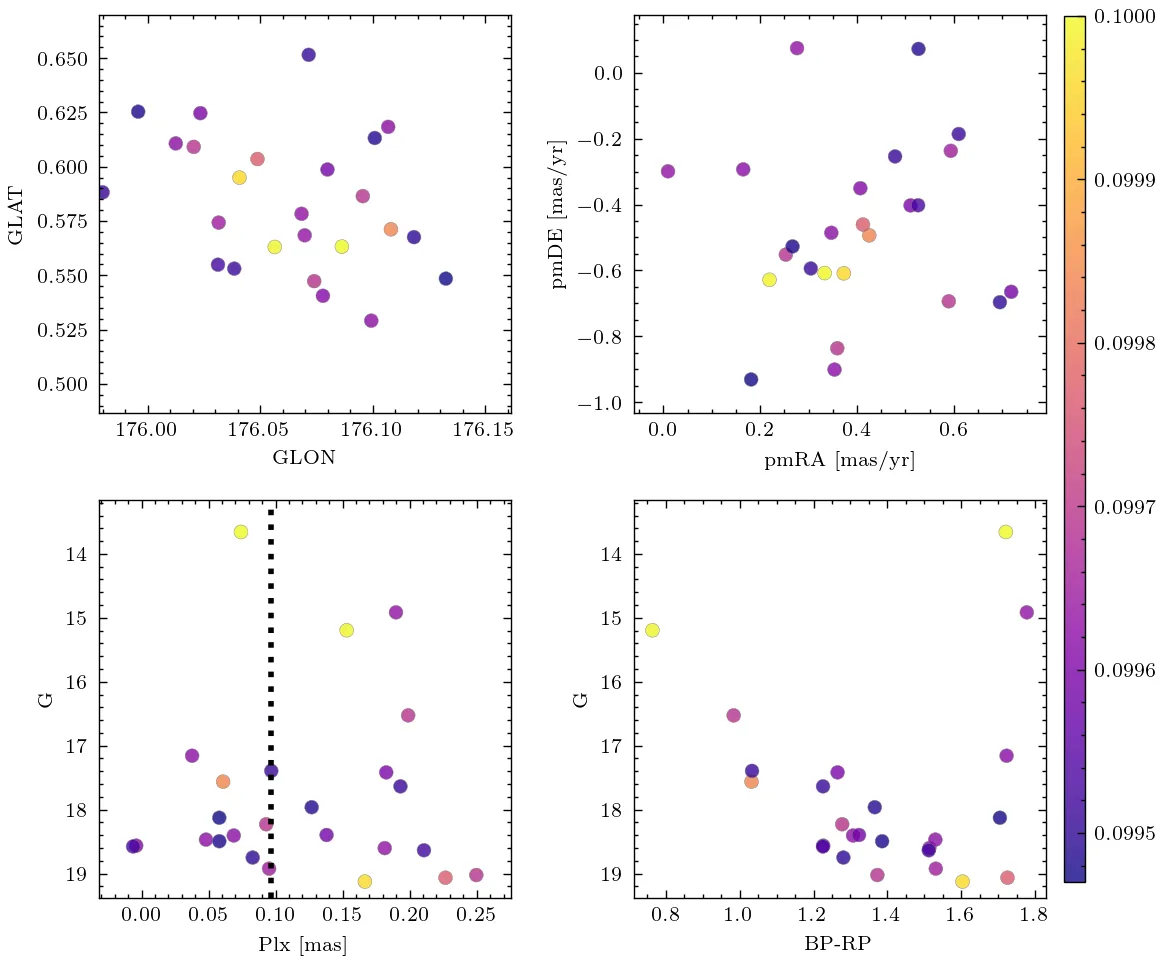 0.650
0.625
0.600
0.575
0.550
0.525
0.500
GLAT
176.00 176.05 176.10 176.15
GLON
0.0
−0.2
−0.4
−0.6
−0.8
−1.0
pmDE [mas/yr]
0.0 0.2 0.4 0.6
pmRA [mas/yr]
0.1000
0.0999
0.0998
0.0997
0.0996
0.0995
14
15
16
17
18
19
G
0.00 0.05 0.10 0.15 0.20 0.25
Plx [mas]
14
15
16
17
18
19
G
0.8 1.0 1.2 1.4 1.6 1.8
BP-RP